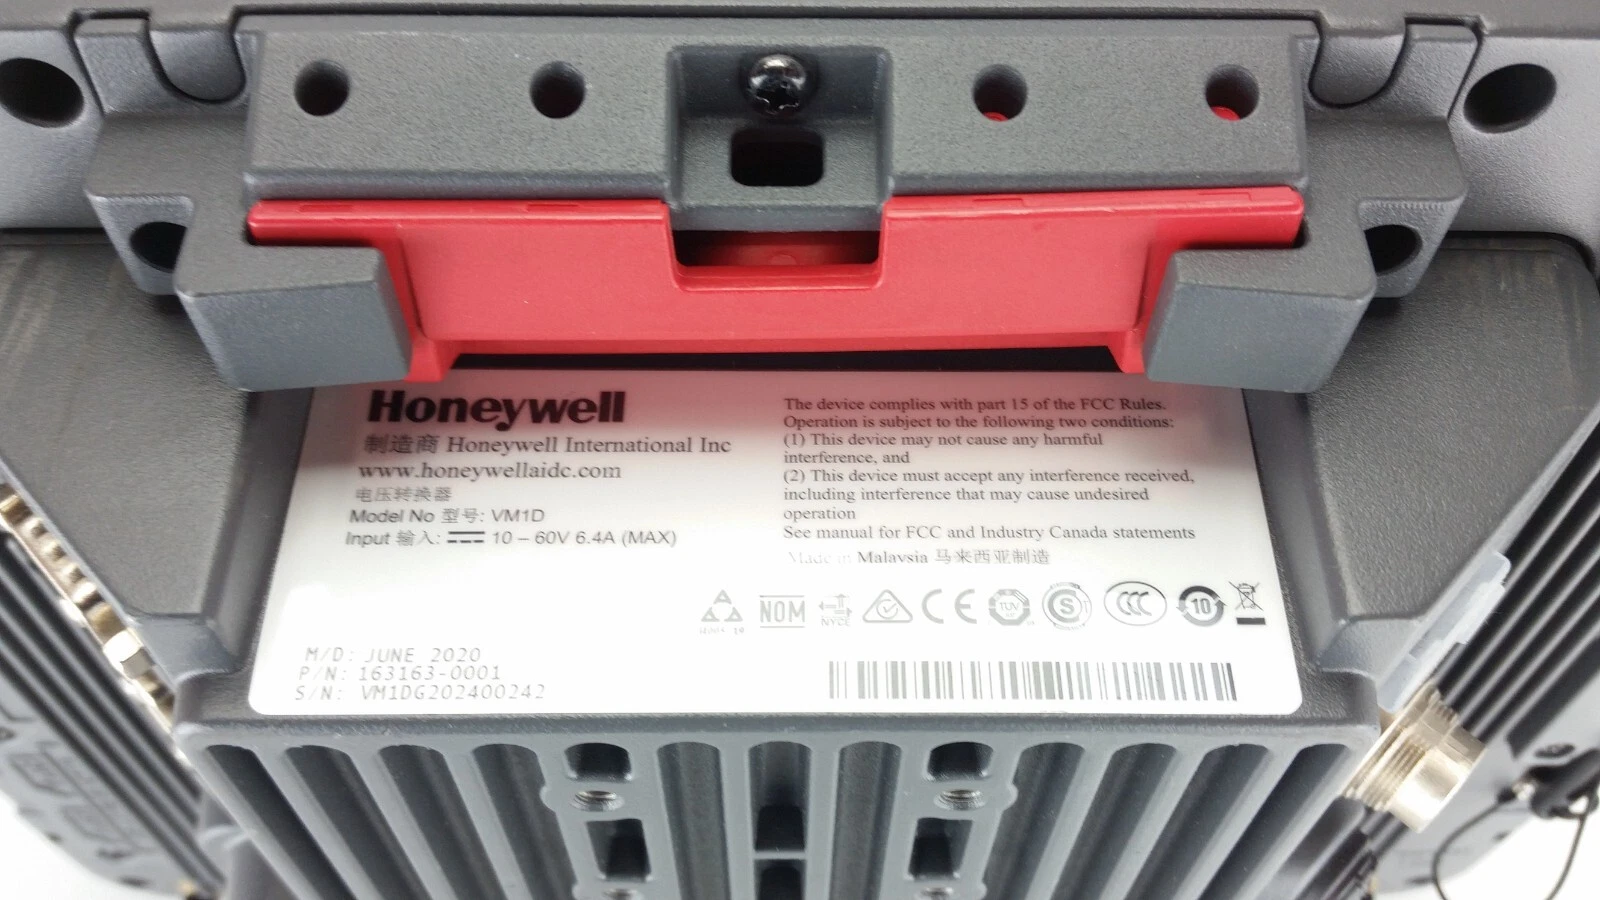 Honeywell
制造商 Honeywell International Inc
www.honeywellaidc.com
电压转换器
Model No 型号: VM1D
Input 输入: 10 – 60V 6.4A (MAX)
The device complies with part 15 of the FCC Rules.
Operation is subject to the following two conditions:
(1) This device may not cause any harmful
interference, and
(2) This device must accept any interference received,
including interference that may cause undesired
operation
See manual for FCC and Industry Canada statements
Made in Malaysia 马来西亚制造
NOM
NYCE
CE
TÜV
S
CCC
10
M/D: JUNE 2020
P/N: 163163-0001
S/N: VM1DG202400242